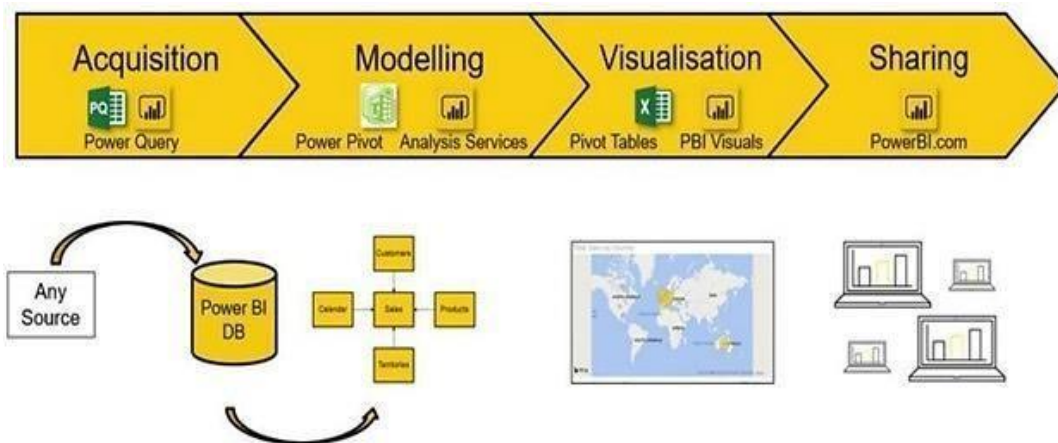 Acquisition
PQ
Power Query
Modelling
Power Pivot Analysis Services
Visualisation
X
Pivot Tables PBI Visuals
Sharing
PowerBI.com
Any
Source
Power BI
DB
Customers
Calendar Sales Products
Territories